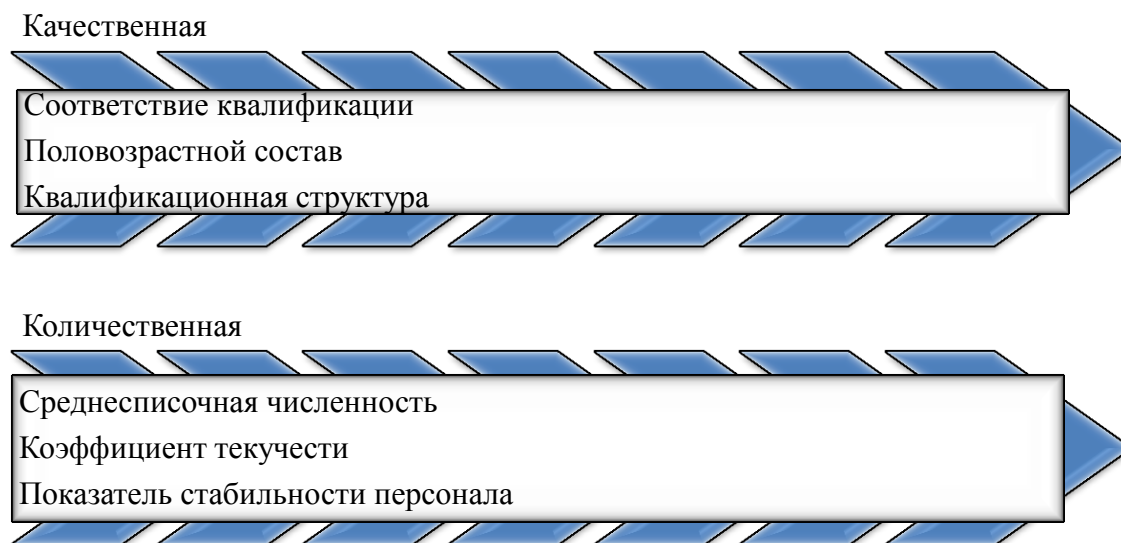 Качественная
Соответствие квалификации
Половозрастной состав
Квалификационная структура
Количественная
Среднесписочная численность
Коэффициент текучести
Показатель стабильности персонала